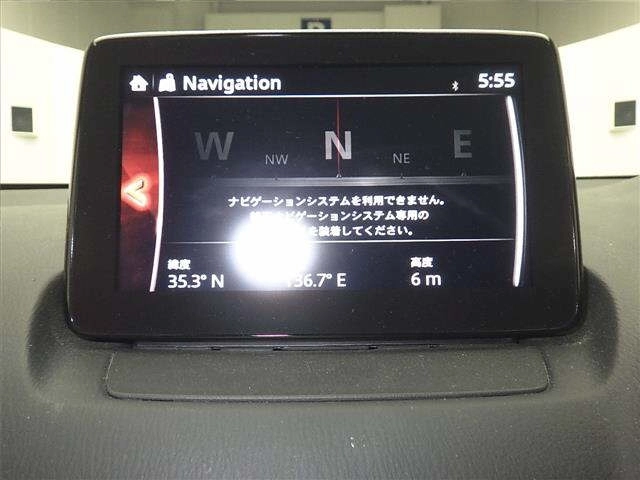 Navigation 5:55
W NW N NE E
ナビゲーションシステムを利用できません。
ナビゲーションシステム専用の
を装着してください。
緯度 高度
35.3° N 36.7° E 6 m